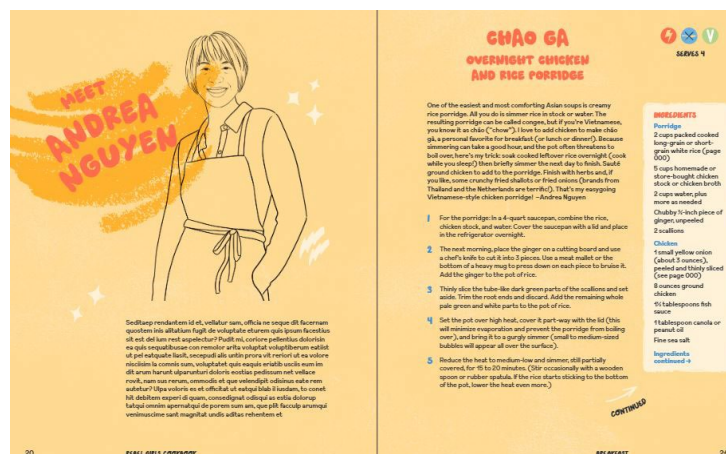 MEET
ANDREA
NGUYEN
Seditaep rendantem id et, vellatur sam, officia ne seque dit facernam
quostem inis alitatium fugit de voluptate eturem quis ipsum facestius
sit est del ium rest aspelectur? Pudit mi, coriore pellentius dolorisin
ea quis sequatibusae con remolor arita voluptat voluptiberum eatiist
ut pel eatquate liasit, secepudi alis untin prora vit reriori ut ea volore
niscilisim la comnis sum, voluptatet quis eaquis eriatib uscilis eum im
dit arum harunt ulparunturi doloris eostias pedissum net vellace
rovit, nam sus rerum, ommodis et que velendipit odisinus eate rem
autetur? Ulpa voloris es et officitat ut eatqui blab il iusdam, to conet
hit debitem experi di quam, consedignat odisqui as estia dolorup
tatqui omnim apernatqui de porem sum am, que plit facculp arumqui
venimuscime sant magnitat undis aditas rehentem et
20
REBEL GIRLS COOKBOOK
CHAO GA
OVERNIGHT CHICKEN
AND RICE PORRIDGE
V
SERVES 4
One of the easiest and most comforting Asian soups is creamy
rice porridge. All you do is simmer rice in stock or water. The
resulting porridge can be called congee, but if you're Vietnamese,
you know it as cháo ("chow"). I love to add chicken to make cháo
gà, a personal favorite for breakfast (or lunch or dinner!). Because
simmering can take a good hour, and the pot often threatens to
boil over, here's my trick: soak cooked leftover rice overnight (cook
while you sleep!) then briefly simmer the next day to finish. Sauté
ground chicken to add to the porridge. Finish with herbs and, if
you like, some crunchy fried shallots or fried onions (brands from
Thailand and the Netherlands are terrific!). That's my easygoing
Vietnamese-style chicken porridge! –Andrea Nguyen
1 For the porridge: In a 4-quart saucepan, combine the rice,
chicken stock, and water. Cover the saucepan with a lid and place
in the refrigerator overnight.
2 The next morning, place the ginger on a cutting board and use
a chef's knife to cut it into 3 pieces. Use a meat mallet or the
bottom of a heavy mug to press down on each piece to bruise it.
Add the ginger to the pot of rice.
3 Thinly slice the tube-like dark green parts of the scallions and set
aside. Trim the root ends and discard. Add the remaining whole
pale green and white parts to the pot of rice.
4 Set the pot over high heat, cover it part-way with the lid (this
will minimize evaporation and prevent the porridge from boiling
over), and bring it to a gurgly simmer (small to medium-sized
bubbles will appear all over the surface).
5 Reduce the heat to medium-low and simmer, still partially
covered, for 15 to 20 minutes. (Stir occasionally with a wooden
spoon or rubber spatula. If the rice starts sticking to the bottom
of the pot, lower the heat even more.)
CONTINUED
INGREDIENTS
Porridge
2 cups packed cooked
long-grain or short-
grain white rice (page
000)
5 cups homemade or
store-bought chicken
stock or chicken broth
2 cups water, plus
more as needed
Chubby ½-inch piece of
ginger, unpeeled
2 scallions
Chicken
1 small yellow onion
(about 3 ounces),
peeled and thinly sliced
(see page 000)
8 ounces ground
chicken
tablespoons fish
sauce
1 tablespoon canola or
peanut oil
Fine sea salt
Ingredients
continued →
BREAKFAST